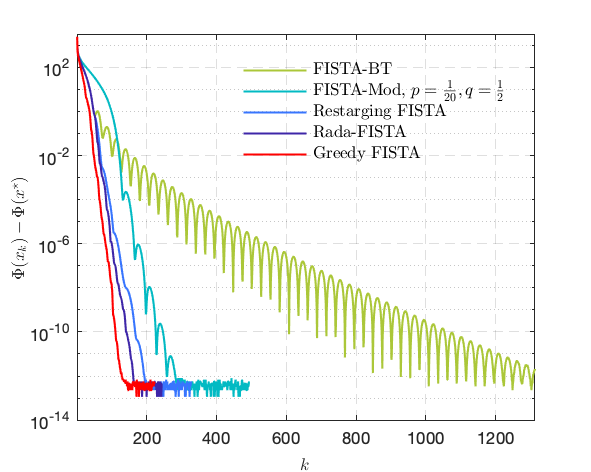 10^2
10^-2
10^-6
10^-10
10^-14
Φ(x_k) − Φ(x*)
FISTA-BT
FISTA-Mod, p = 1/20, q = 1/2
Restarging FISTA
Rada-FISTA
Greedy FISTA
200 400 600 800 1000 1200
k